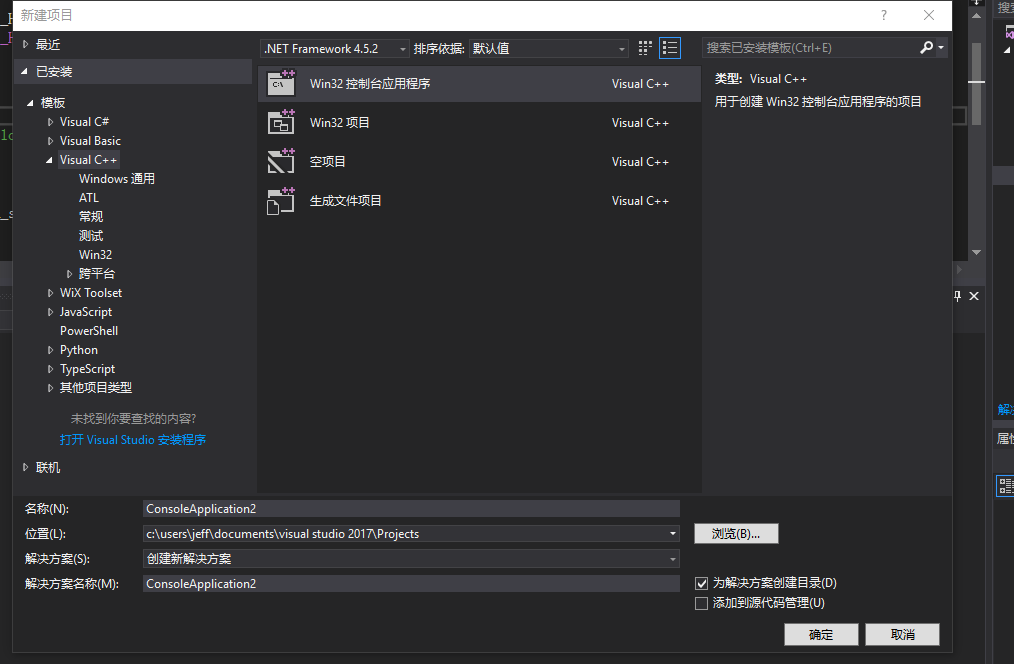 新建项目
?
最近
已安装
模板
Visual C#
Visual Basic
Visual C++
Windows 通用
ATL
常规
测试
Win32
跨平台
WiX Toolset
JavaScript
PowerShell
Python
TypeScript
其他项目类型
未找到你要查找的内容?
打开 Visual Studio 安装程序
联机
.NET Framework 4.5.2 排序依据: 默认值
搜索已安装模板(Ctrl+E)
Win32 控制台应用程序 Visual C++
Win32 项目 Visual C++
空项目 Visual C++
生成文件项目 Visual C++
类型: Visual C++
用于创建 Win32 控制台应用程序的项目
名称(N): ConsoleApplication2
位置(L): c:\users\jeff\documents\visual studio 2017\Projects 浏览(B)...
解决方案(S): 创建新解决方案
解决方案名称(M): ConsoleApplication2
为解决方案创建目录(D)
添加到源代码管理(U)
确定 取消
搜索
解决
属性